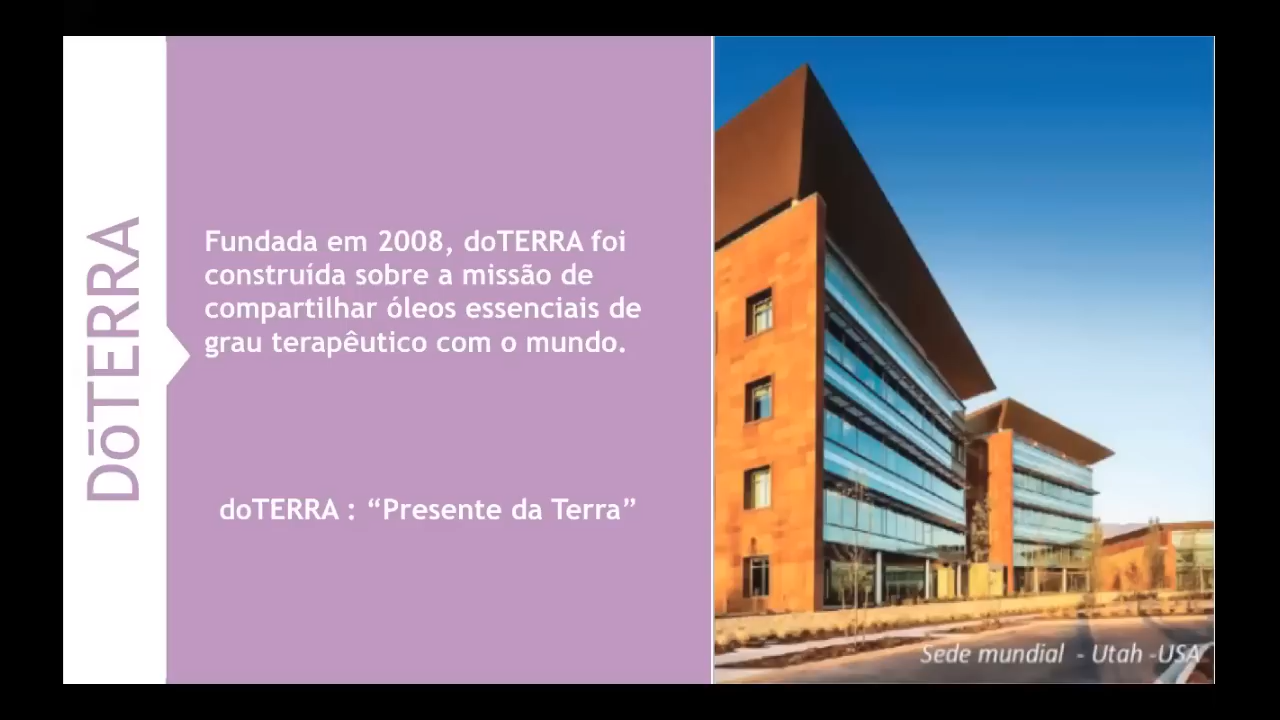 DōTERRA
Fundada em 2008, doTERRA foi
construída sobre a missão de
compartilhar óleos essenciais de
grau terapêutico com o mundo.
doTERRA : “Presente da Terra”
Sede mundial - Utah -USA